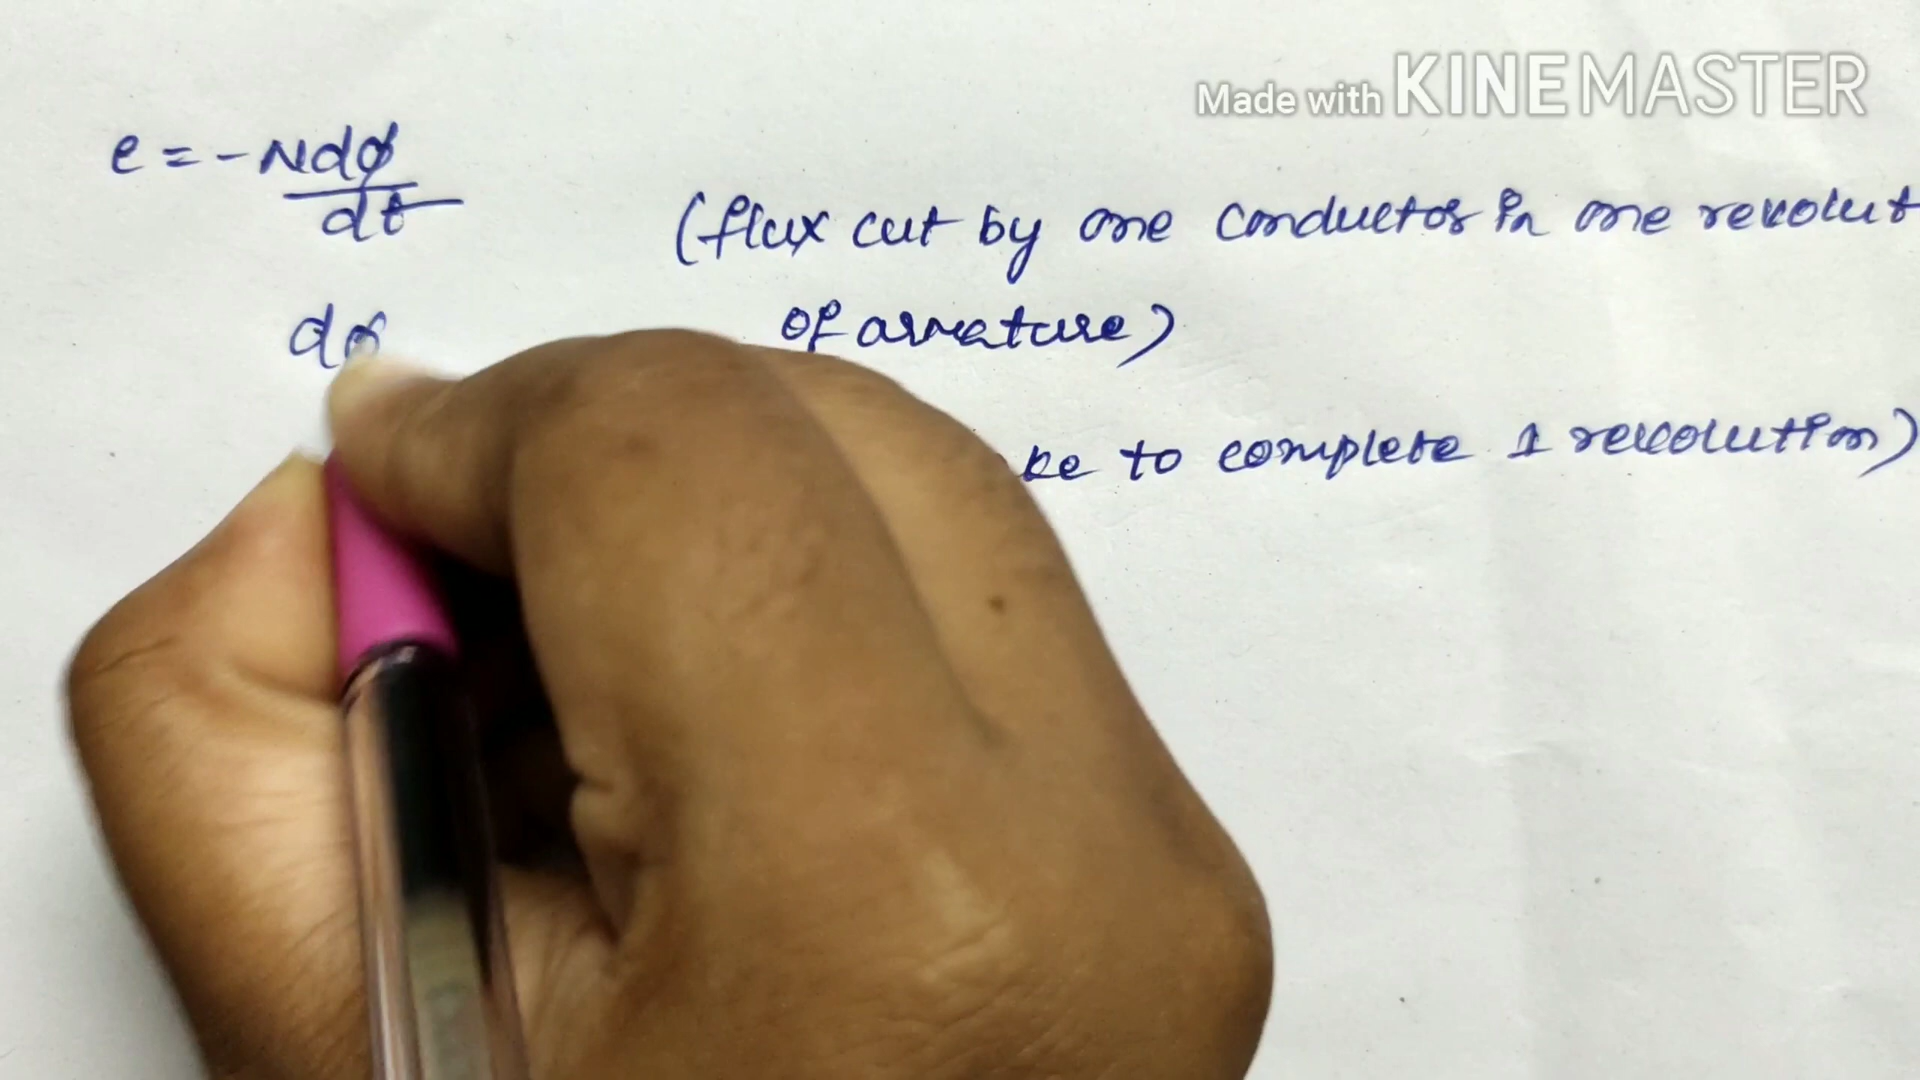 Made with KINEMASTER
e = - Ndφ
dt
(flux cut by one conductor in one revolut
dφ
of armature)
to complete 1 revolution)